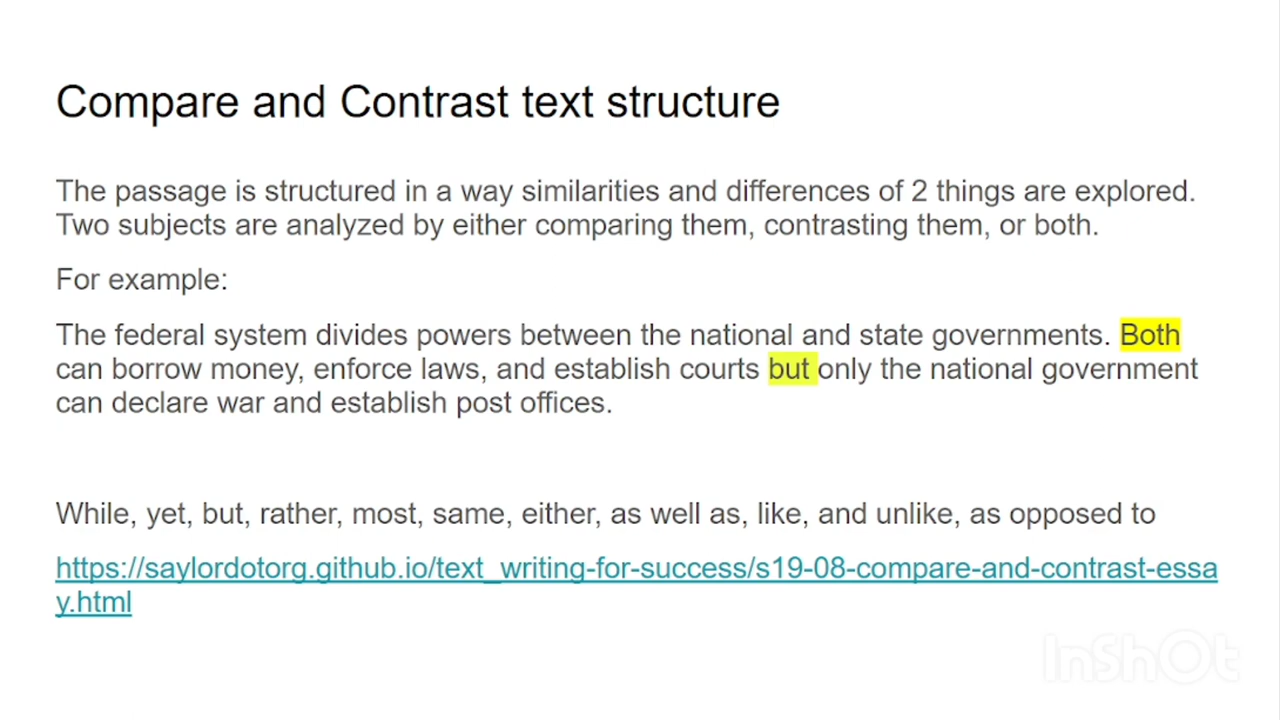 Compare and Contrast text structure
The passage is structured in a way similarities and differences of 2 things are explored.
Two subjects are analyzed by either comparing them, contrasting them, or both.
For example:
The federal system divides powers between the national and state governments. Both
can borrow money, enforce laws, and establish courts but only the national government
can declare war and establish post offices.
While, yet, but, rather, most, same, either, as well as, like, and unlike, as opposed to
https://saylordotorg.github.io/text_writing-for-success/s19-08-compare-and-contrast-essa
y.html
InShOt